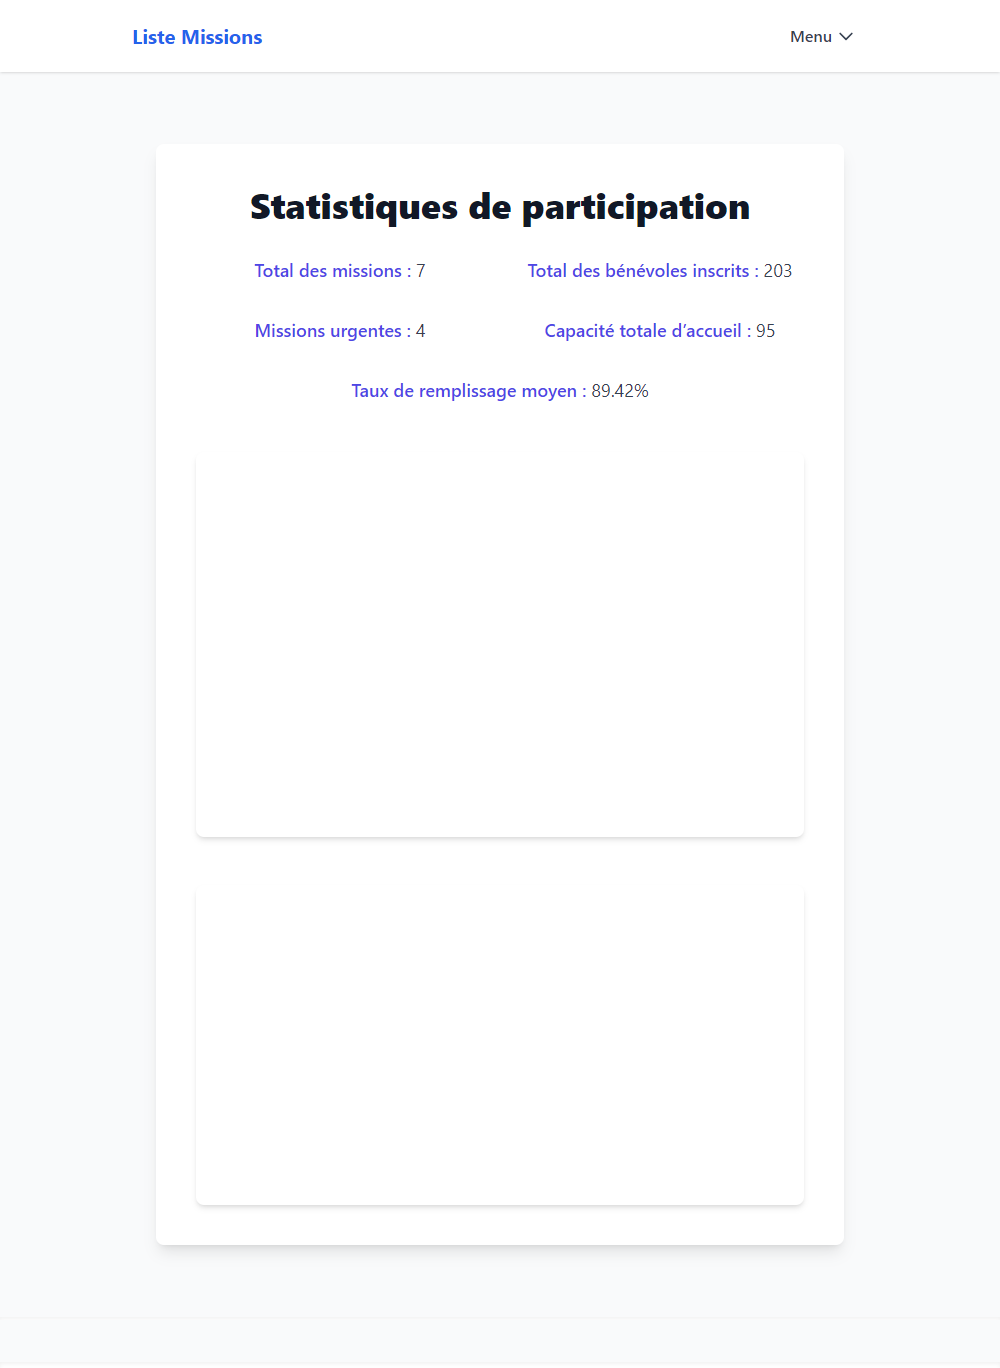 Liste Missions
Menu
Statistiques de participation
Total des missions : 7
Total des bénévoles inscrits : 203
Missions urgentes : 4
Capacité totale d’accueil : 95
Taux de remplissage moyen : 89.42%